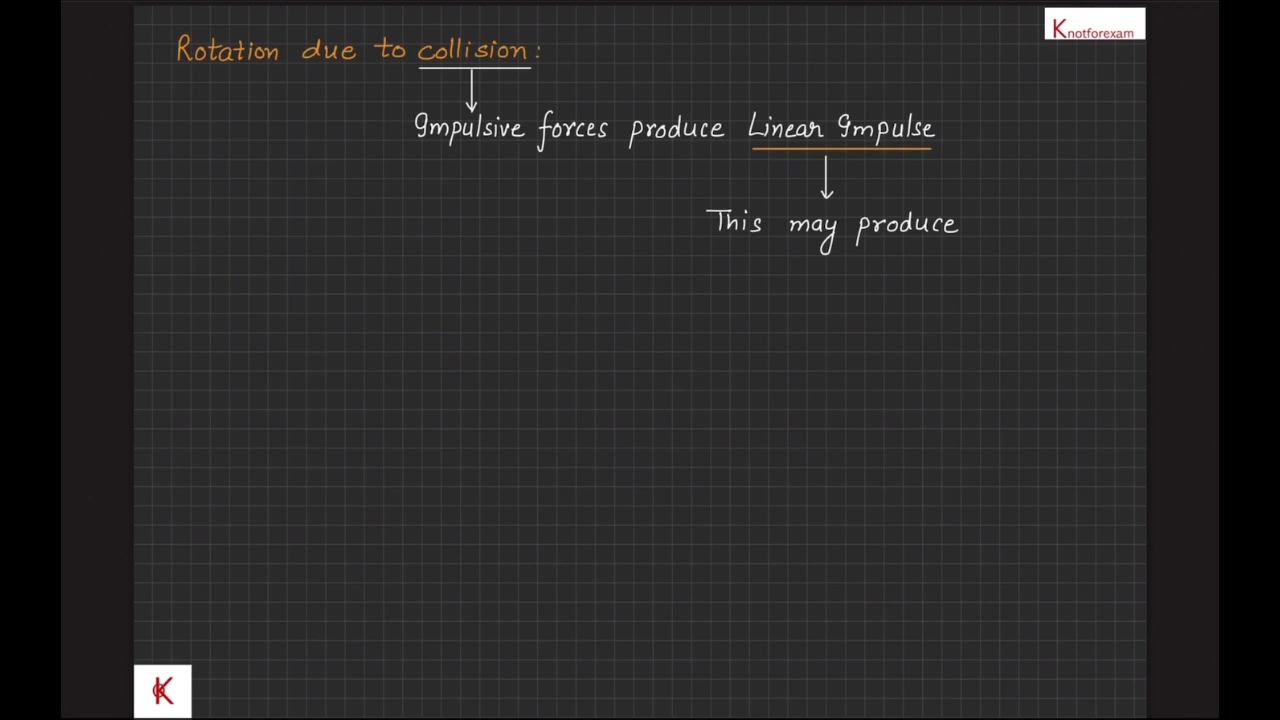 Rotation due to collision:
Knotforexam
Impulsive forces produce Linear Impulse
This may produce
K